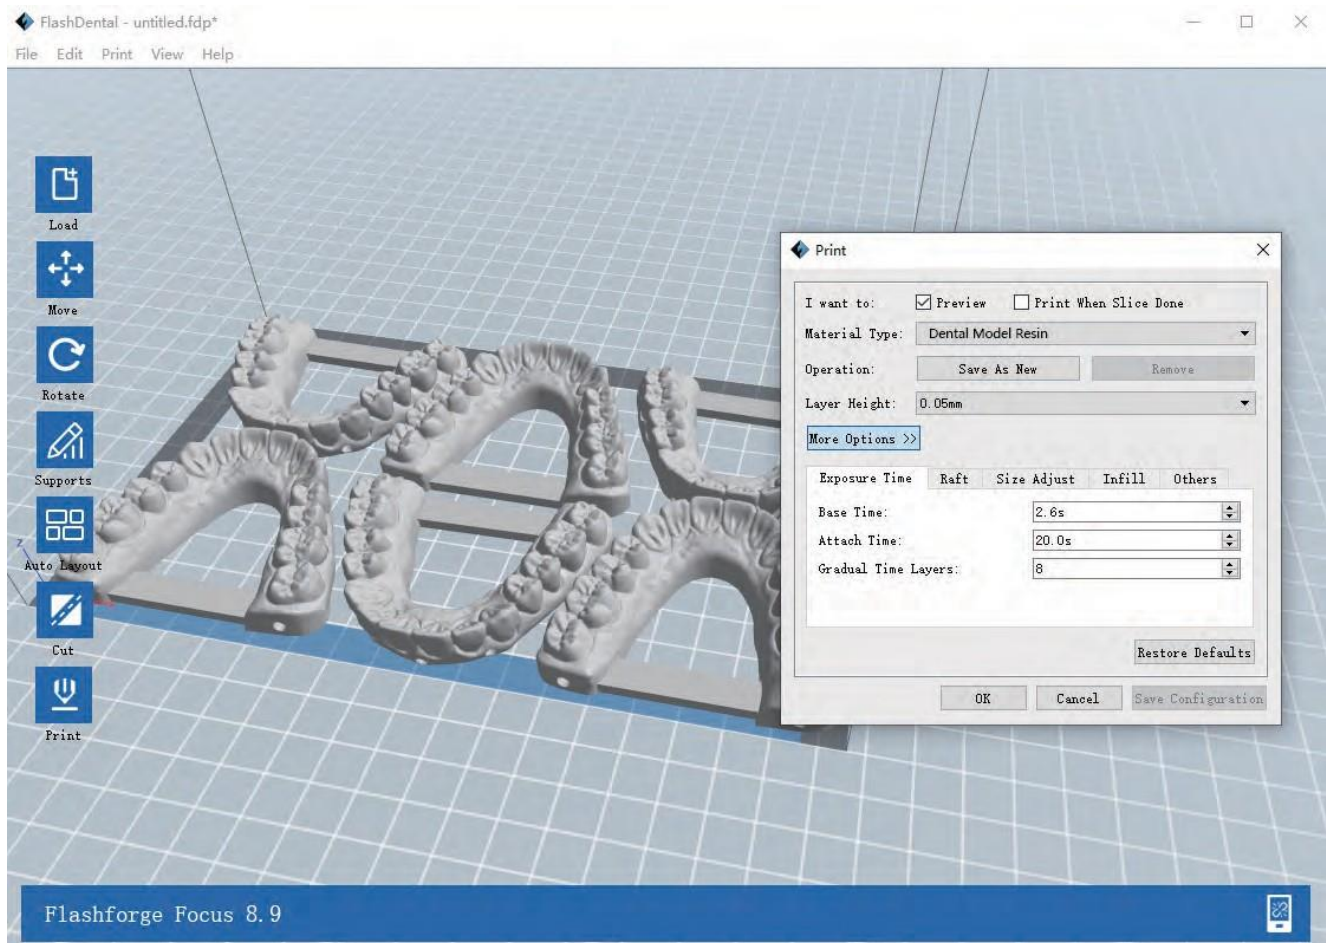 FlashDental - untitled.fdp*
File Edit Print View Help
Load
Move
Rotate
Supports
Auto Layout
Cut
Print
z
Print
I want to: Preview Print When Slice Done
Material Type: Dental Model Resin
Operation: Save As New Remove
Layer Height: 0.05mm
More Options >>
Exposure Time Raft Size Adjust Infill Others
Base Time: 2.6s
Attach Time: 20.0s
Gradual Time Layers: 8
Restore Defaults
OK Cancel Save Configuration
Flashforge Focus 8.9